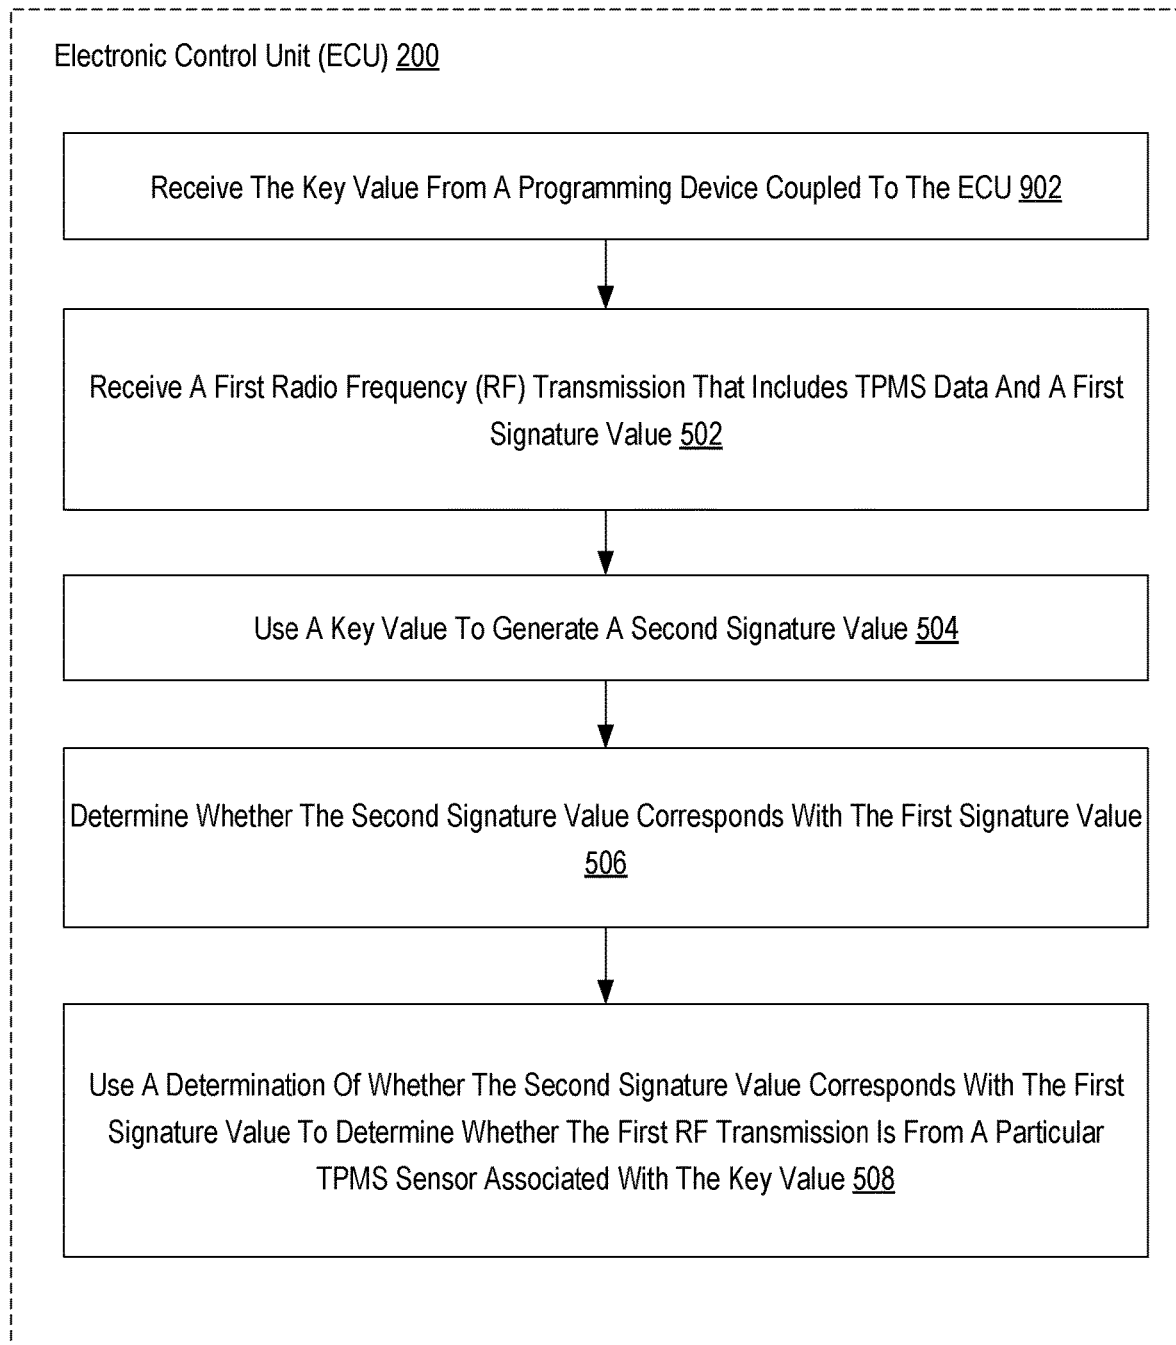 Electronic Control Unit (ECU) 200
Receive The Key Value From A Programming Device Coupled To The ECU 902
Receive A First Radio Frequency (RF) Transmission That Includes TPMS Data And A First
Signature Value 502
Use A Key Value To Generate A Second Signature Value 504
Determine Whether The Second Signature Value Corresponds With The First Signature Value
506
Use A Determination Of Whether The Second Signature Value Corresponds With The First
Signature Value To Determine Whether The First RF Transmission Is From A Particular
TPMS Sensor Associated With The Key Value 508